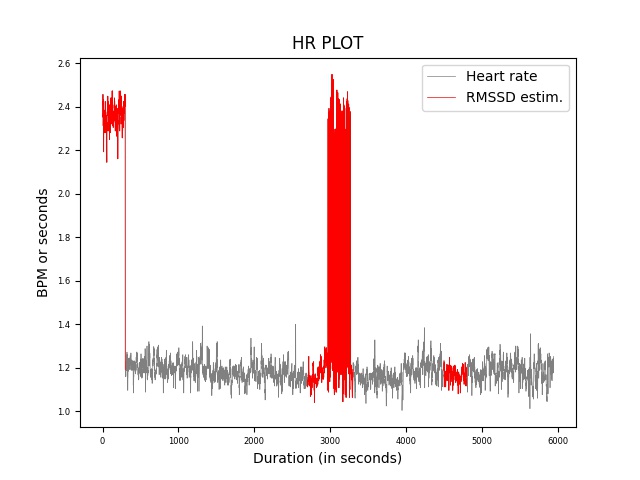 HR PLOT
Heart rate
RMSSD estim.
BPM or seconds
2.6
2.4
2.2
2.0
1.8
1.6
1.4
1.2
1.0
0 1000 2000 3000 4000 5000 6000
Duration (in seconds)